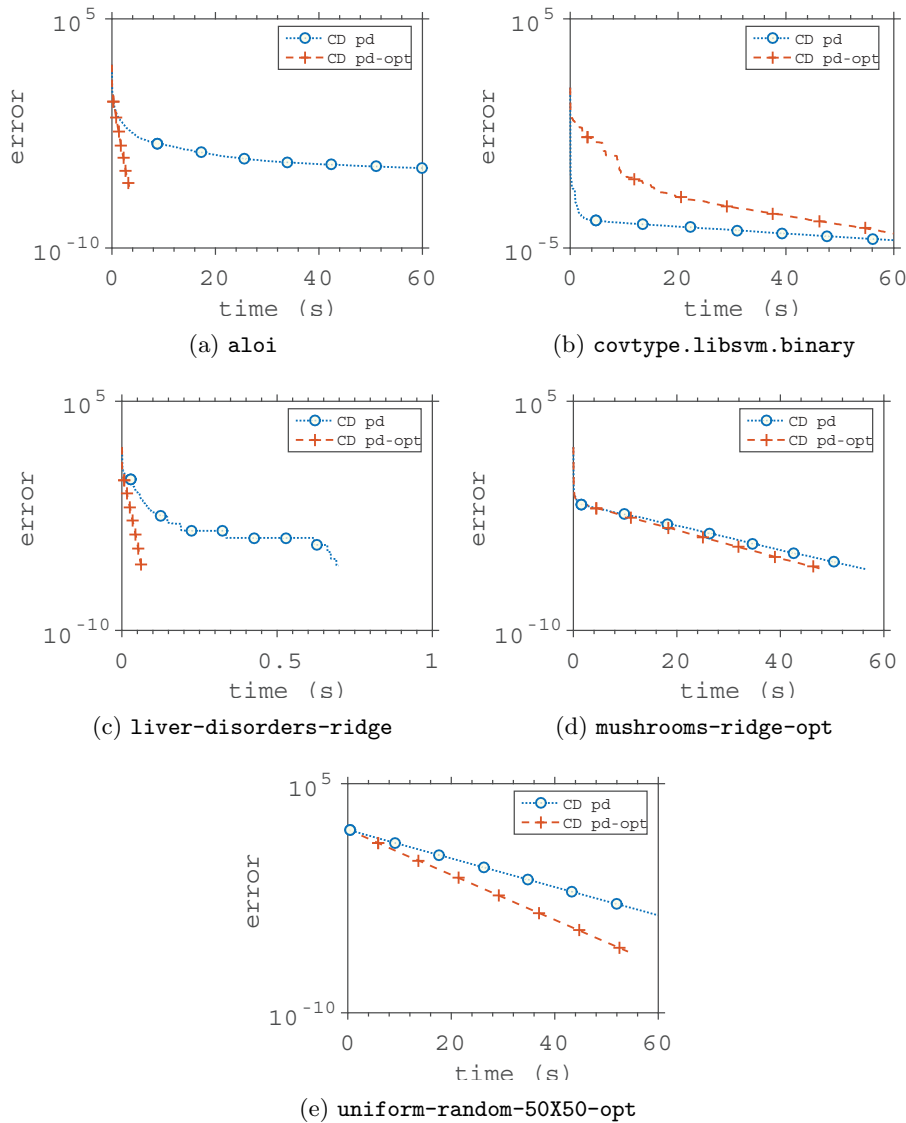 10^5
CD pd
CD pd-opt
error
10^-10
0 20 40 60
time (s)
(a) aloi
10^5
CD pd
CD pd-opt
error
10^-5
0 20 40 60
time (s)
(b) covtype.libsvm.binary
10^5
CD pd
CD pd-opt
error
10^-10
0 0.5 1
time (s)
(c) liver-disorders-ridge
10^5
CD pd
CD pd-opt
error
10^-10
0 20 40 60
time (s)
(d) mushrooms-ridge-opt
10^5
CD pd
CD pd-opt
error
10^-10
0 20 40 60
time (s)
(e) uniform-random-50X50-opt